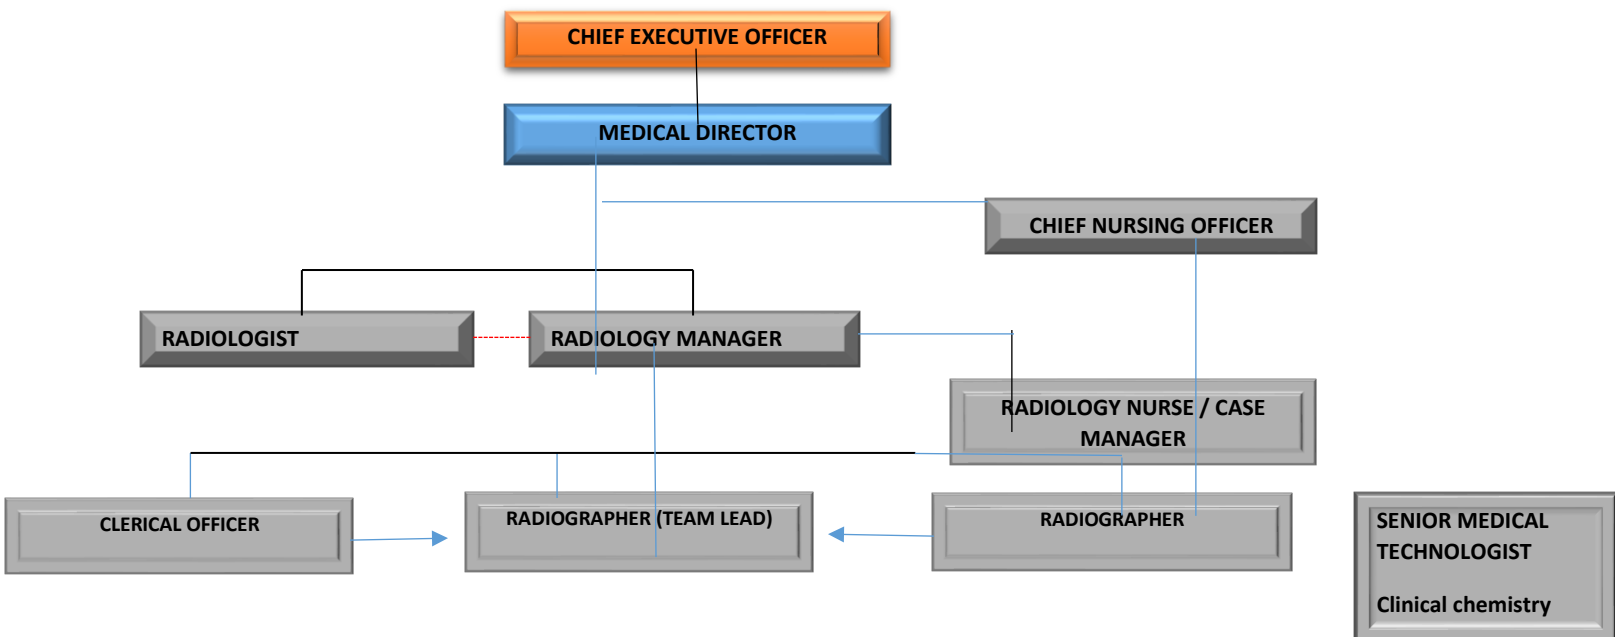 CHIEF EXECUTIVE OFFICER
MEDICAL DIRECTOR
CHIEF NURSING OFFICER
RADIOLOGIST
RADIOLOGY MANAGER
RADIOLOGY NURSE / CASE
MANAGER
CLERICAL OFFICER
RADIOGRAPHER (TEAM LEAD)
RADIOGRAPHER
SENIOR MEDICAL
TECHNOLOGIST
Clinical chemistry